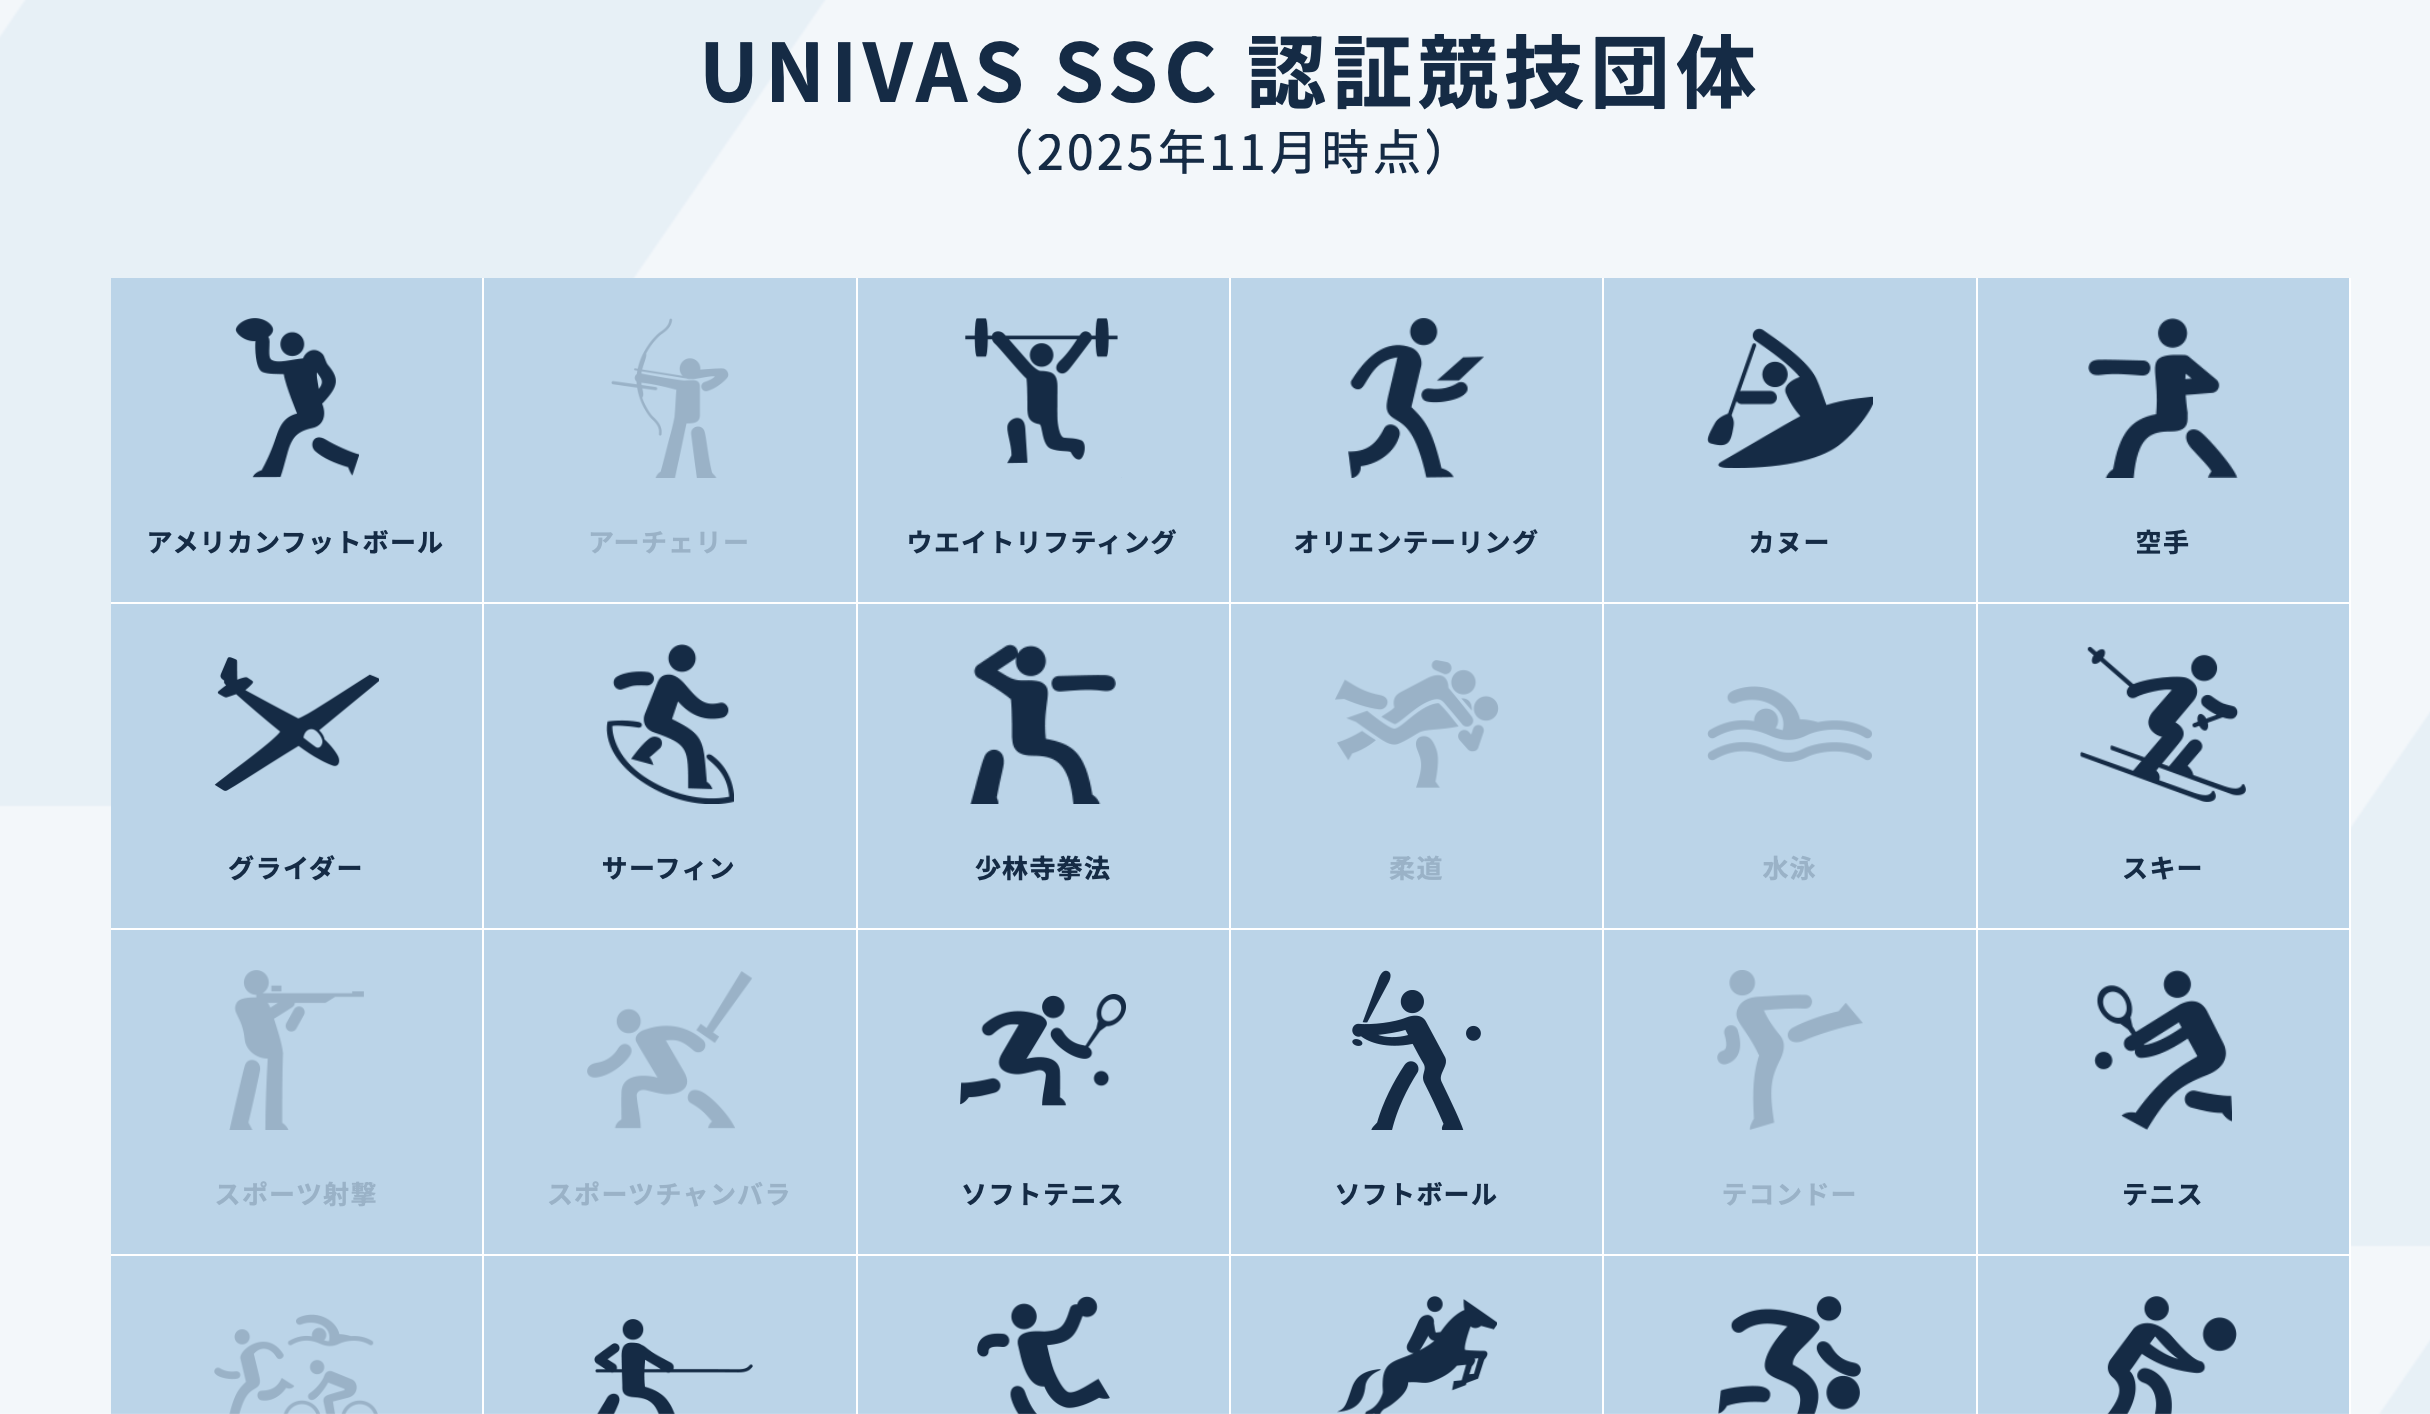 UNIVAS SSC 認証競技団体
（2025年11月時点）
アメリカンフットボール
アーチェリー
ウエイトリフティング
オリエンテーリング
カヌー
空手
グライダー
サーフィン
少林寺拳法
柔道
水泳
スキー
スポーツ射撃
スポーツチャンバラ
ソフトテニス
ソフトボール
テコンドー
テニス